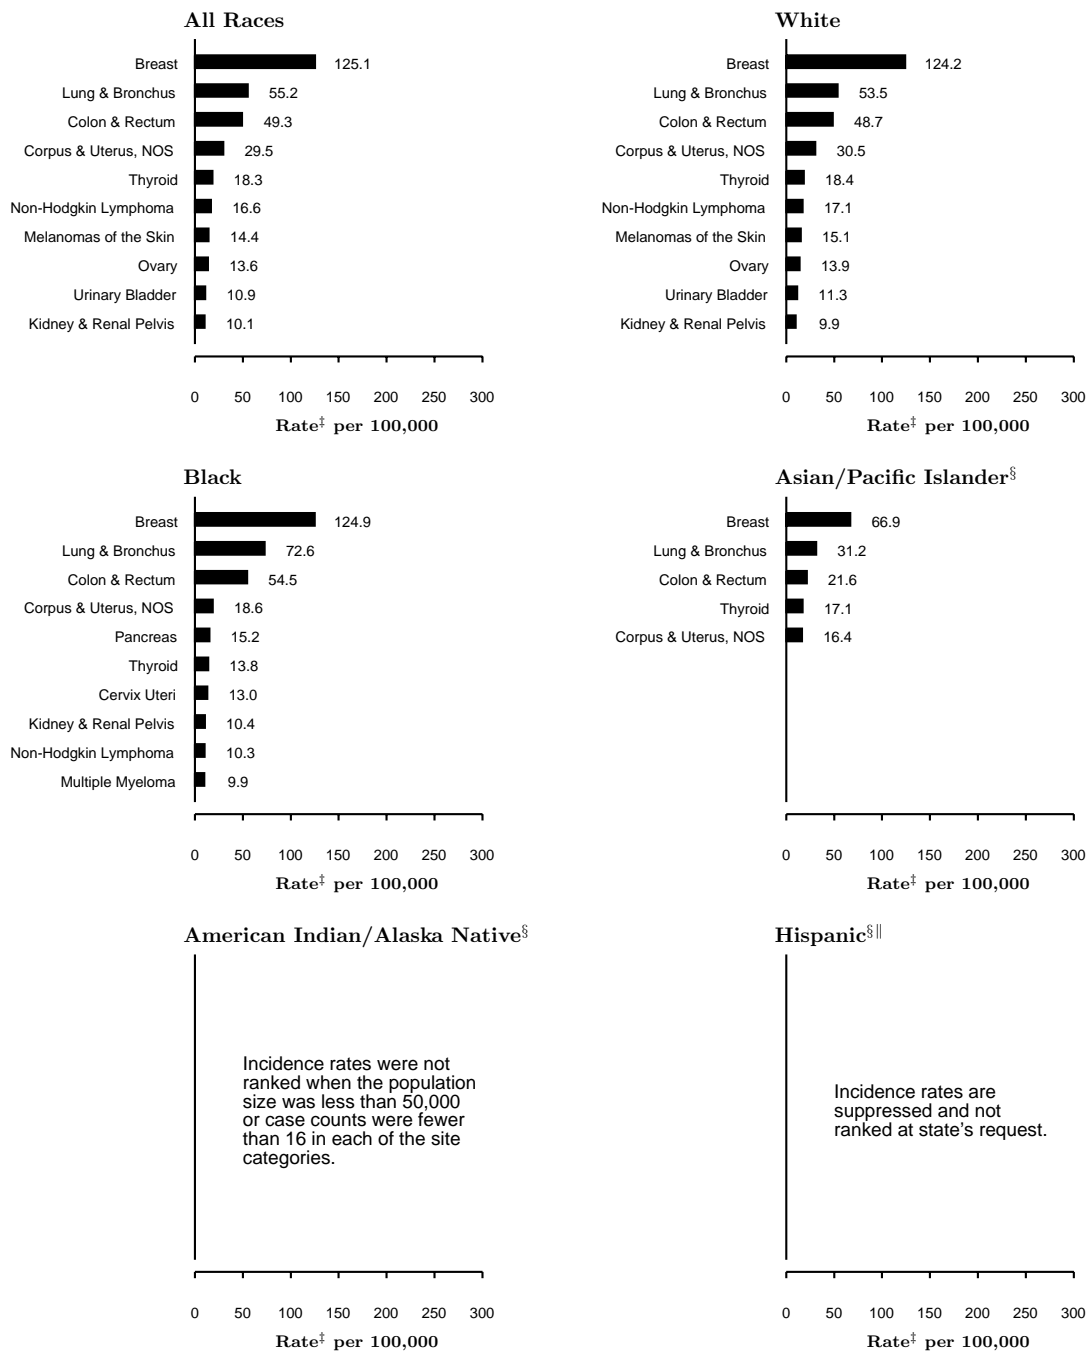 All Races
Breast 125.1
Lung & Bronchus 55.2
Colon & Rectum 49.3
Corpus & Uterus, NOS 29.5
Thyroid 18.3
Non-Hodgkin Lymphoma 16.6
Melanomas of the Skin 14.4
Ovary 13.6
Urinary Bladder 10.9
Kidney & Renal Pelvis 10.1
0 50 100 150 200 250 300
Rate‡ per 100,000
White
Breast 124.2
Lung & Bronchus 53.5
Colon & Rectum 48.7
Corpus & Uterus, NOS 30.5
Thyroid 18.4
Non-Hodgkin Lymphoma 17.1
Melanomas of the Skin 15.1
Ovary 13.9
Urinary Bladder 11.3
Kidney & Renal Pelvis 9.9
0 50 100 150 200 250 300
Rate‡ per 100,000
Black
Breast 124.9
Lung & Bronchus 72.6
Colon & Rectum 54.5
Corpus & Uterus, NOS 18.6
Pancreas 15.2
Thyroid 13.8
Cervix Uteri 13.0
Kidney & Renal Pelvis 10.4
Non-Hodgkin Lymphoma 10.3
Multiple Myeloma 9.9
0 50 100 150 200 250 300
Rate‡ per 100,000
Asian/Pacific Islander§
Breast 66.9
Lung & Bronchus 31.2
Colon & Rectum 21.6
Thyroid 17.1
Corpus & Uterus, NOS 16.4
0 50 100 150 200 250 300
Rate‡ per 100,000
American Indian/Alaska Native§
Incidence rates were not
ranked when the population
size was less than 50,000
or case counts were fewer
than 16 in each of the site
categories.
0 50 100 150 200 250 300
Rate‡ per 100,000
Hispanic§‖
Incidence rates are
suppressed and not
ranked at state's request.
0 50 100 150 200 250 300
Rate‡ per 100,000